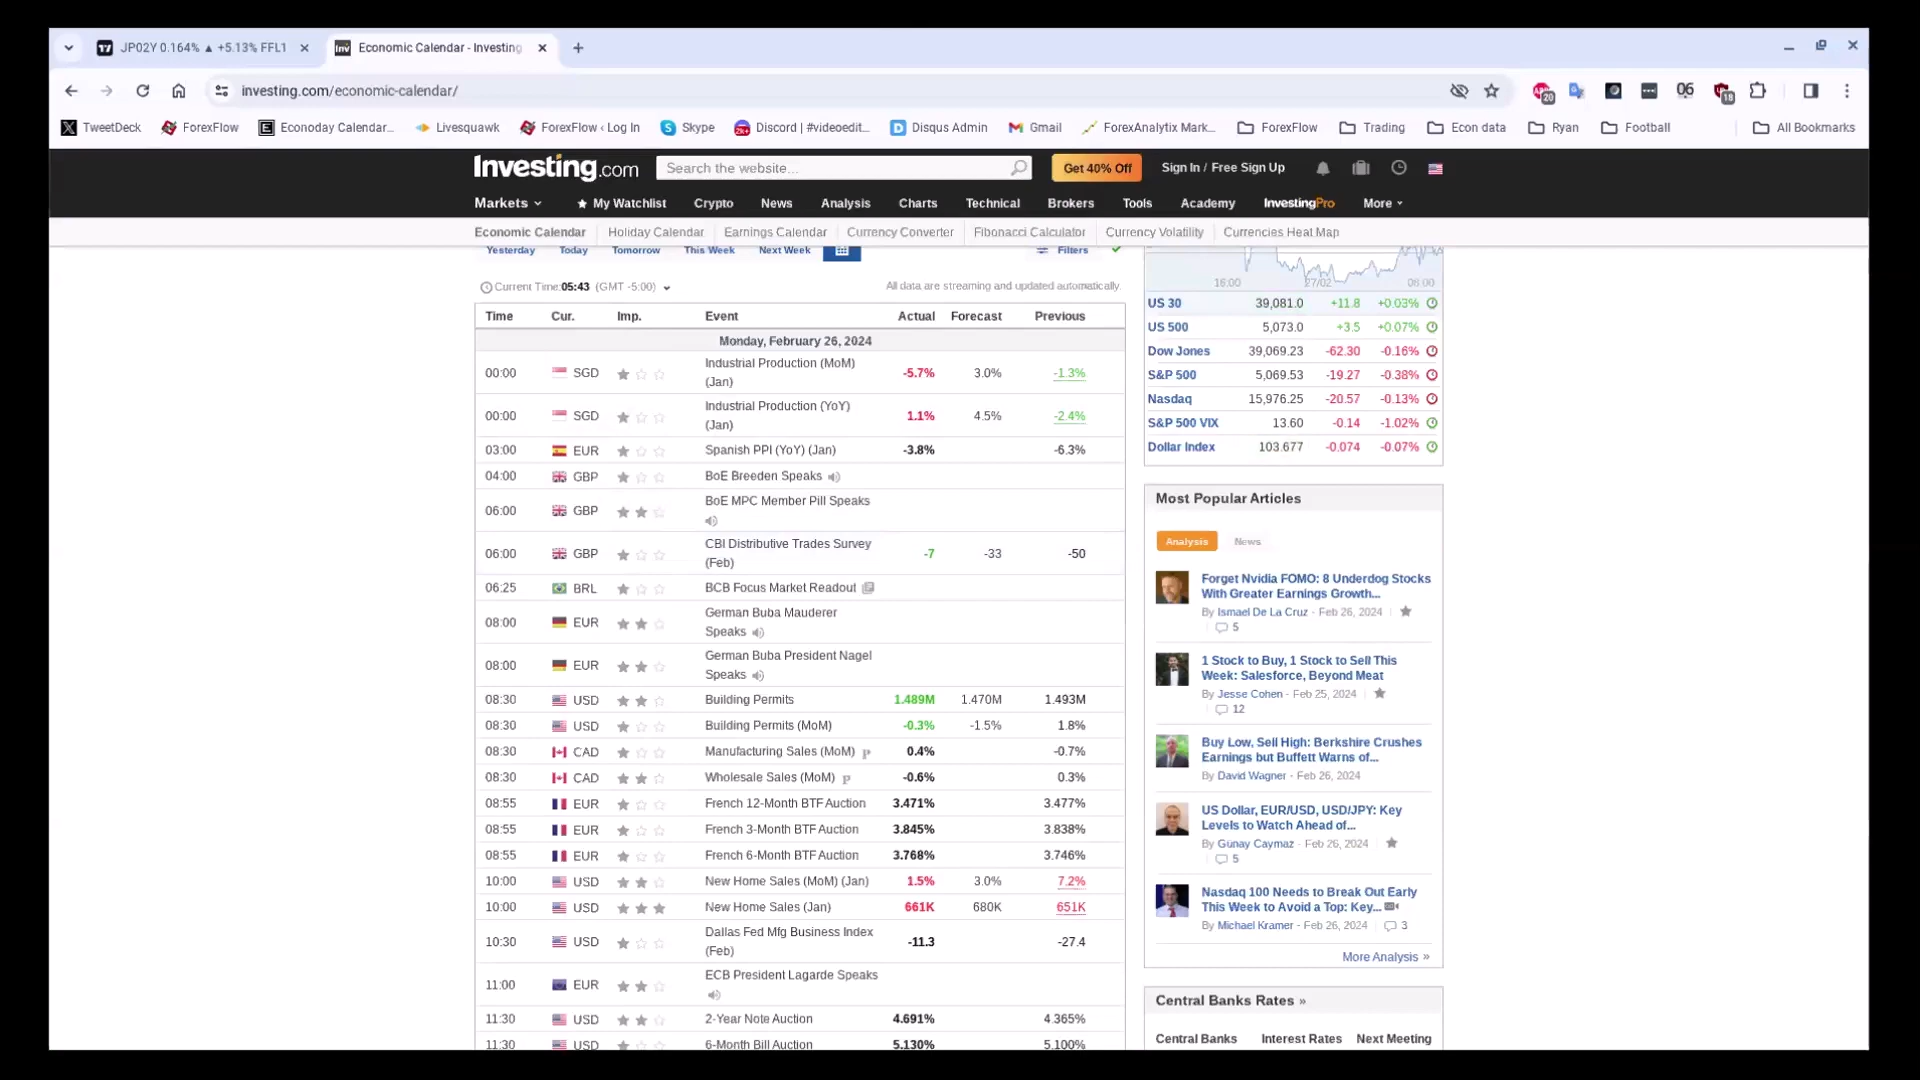 JP02Y 0.164% ▲ +5.13% FFL1
Economic Calendar - Investing
investing.com/economic-calendar/
20
06
18
TweetDeck ForexFlow Econoday Calendar... Livesquawk ForexFlow ‹ Log In Skype Discord | #videoedit... Disqus Admin Gmail ForexAnalytix Mark... ForexFlow Trading Econ data Ryan Football All Bookmarks
Investing.com Search the website... Get 40% Off Sign In / Free Sign Up
Markets My Watchlist Crypto News Analysis Charts Technical Brokers Tools Academy InvestingPro More
Economic Calendar Holiday Calendar Earnings Calendar Currency Converter Fibonacci Calculator Currency Volatility Currencies Heat Map
Yesterday Today Tomorrow This Week Next Week Filters
Current Time: 05:43 (GMT -5:00) All data are streaming and updated automatically.
Time Cur. Imp. Event Actual Forecast Previous
Monday, February 26, 2024
00:00 SGD Industrial Production (MoM)
(Jan) -5.7% 3.0% -1.3%
00:00 SGD Industrial Production (YoY)
(Jan) 1.1% 4.5% -2.4%
03:00 EUR Spanish PPI (YoY) (Jan) -3.8% -6.3%
04:00 GBP BoE Breeden Speaks
06:00 GBP BoE MPC Member Pill Speaks
06:00 GBP CBI Distributive Trades Survey
(Feb) -7 -33 -50
06:25 BRL BCB Focus Market Readout
08:00 EUR German Buba Mauderer
Speaks
08:00 EUR German Buba President Nagel
Speaks
08:30 USD Building Permits 1.489M 1.470M 1.493M
08:30 USD Building Permits (MoM) -0.3% -1.5% 1.8%
08:30 CAD Manufacturing Sales (MoM) P 0.4% -0.7%
08:30 CAD Wholesale Sales (MoM) P -0.6% 0.3%
08:55 EUR French 12-Month BTF Auction 3.471% 3.477%
08:55 EUR French 3-Month BTF Auction 3.845% 3.838%
08:55 EUR French 6-Month BTF Auction 3.768% 3.746%
10:00 USD New Home Sales (MoM) (Jan) 1.5% 3.0% 7.2%
10:00 USD New Home Sales (Jan) 661K 680K 651K
10:30 USD Dallas Fed Mfg Business Index
(Feb) -11.3 -27.4
11:00 EUR ECB President Lagarde Speaks
11:30 USD 2-Year Note Auction 4.691% 4.365%
11:30 USD 6-Month Bill Auction 5.130% 5.100%
16:00 27/02 08:00
US 30 39,081.0 +11.8 +0.03%
US 500 5,073.0 +3.5 +0.07%
Dow Jones 39,069.23 -62.30 -0.16%
S&P 500 5,069.53 -19.27 -0.38%
Nasdaq 15,976.25 -20.57 -0.13%
S&P 500 VIX 13.60 -0.14 -1.02%
Dollar Index 103.677 -0.074 -0.07%
Most Popular Articles
Analysis News
Forget Nvidia FOMO: 8 Underdog Stocks
With Greater Earnings Growth...
By Ismael De La Cruz - Feb 26, 2024
5
1 Stock to Buy, 1 Stock to Sell This
Week: Salesforce, Beyond Meat
By Jesse Cohen - Feb 25, 2024
12
Buy Low, Sell High: Berkshire Crushes
Earnings but Buffett Warns of...
By David Wagner - Feb 26, 2024
US Dollar, EUR/USD, USD/JPY: Key
Levels to Watch Ahead of...
By Günay Caymaz - Feb 26, 2024
5
Nasdaq 100 Needs to Break Out Early
This Week to Avoid a Top: Key...
By Michael Kramer - Feb 26, 2024 3
More Analysis »
Central Banks Rates »
Central Banks Interest Rates Next Meeting